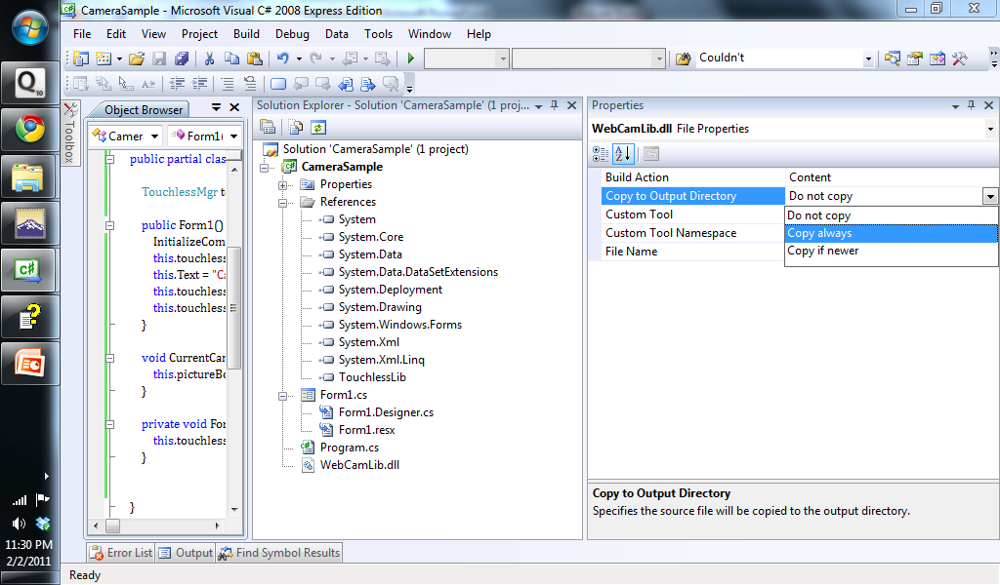 CameraSample - Microsoft Visual C# 2008 Express Edition
File Edit View Project Build Debug Data Tools Window Help
Couldn't
Toolbox
Object Browser
Camer
Form1(
public partial clas
TouchlessMgr t
public Form1()
InitializeCom
this.touchless
this.Text = "Ca
this.touchless
this.touchless
}
void CurrentCar
this.pictureBo
}
private void For
this.touchless
}
}
Solution Explorer - Solution 'CameraSample' (1 proj...
Solution 'CameraSample' (1 project)
CameraSample
Properties
References
System
System.Core
System.Data
System.Data.DataSetExtensions
System.Deployment
System.Drawing
System.Windows.Forms
System.Xml
System.Xml.Linq
TouchlessLib
Form1.cs
Form1.Designer.cs
Form1.resx
Program.cs
WebCamLib.dll
Properties
WebCamLib.dll File Properties
Build Action Content
Copy to Output Directory Do not copy
Custom Tool
Custom Tool Namespace
File Name
Do not copy
Copy always
Copy if newer
Copy to Output Directory
Specifies the source file will be copied to the output directory.
Error List Output Find Symbol Results
Ready
Q10
C#
11:30 PM
2/2/2011